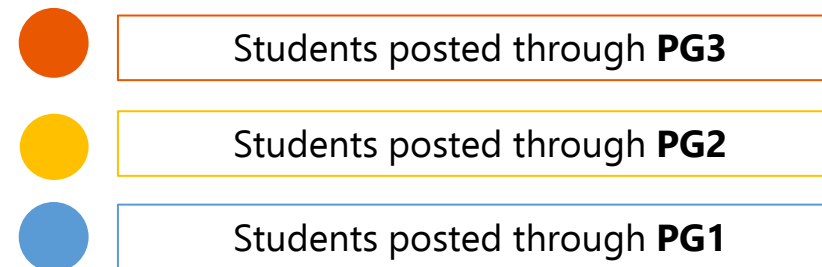 Students posted through PG3
Students posted through PG2
Students posted through PG1